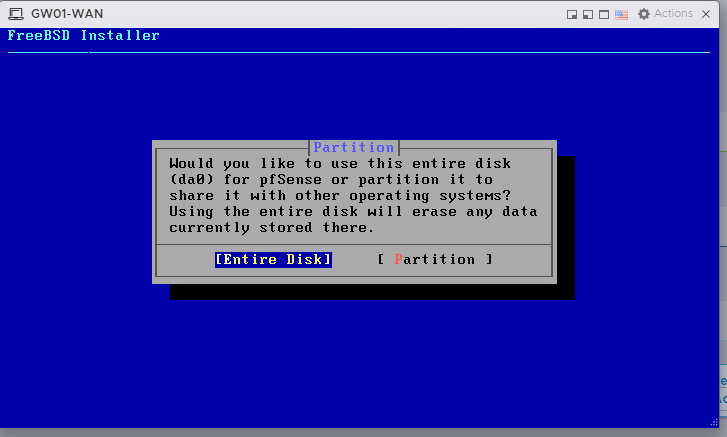 GW01-WAN
Actions
FreeBSD Installer
Partition
Would you like to use this entire disk
(da0) for pfSense or partition it to
share it with other operating systems?
Using the entire disk will erase any data
currently stored there.
[Entire Disk] [ Partition ]